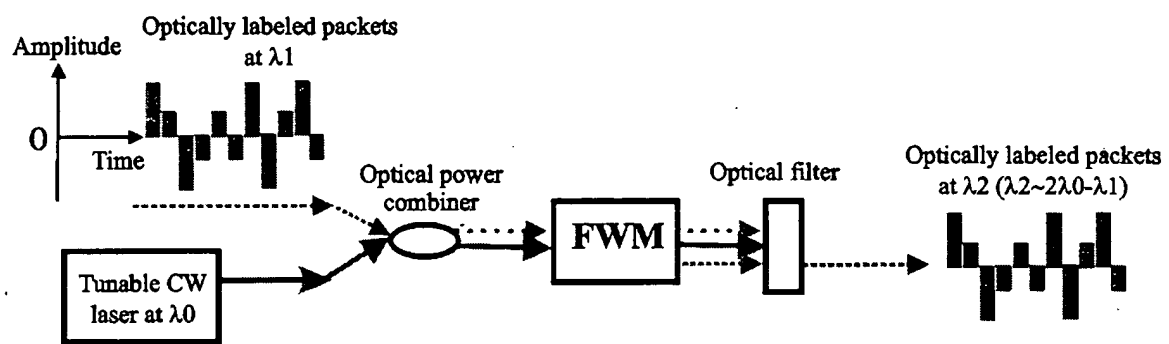 Optically labeled packets
at λ1
Amplitude
0
Time
Optical power
combiner
Optical filter
Optically labeled packets
at λ2 (λ2~2λ0-λ1)
FWM
Tunable CW
laser at λ0